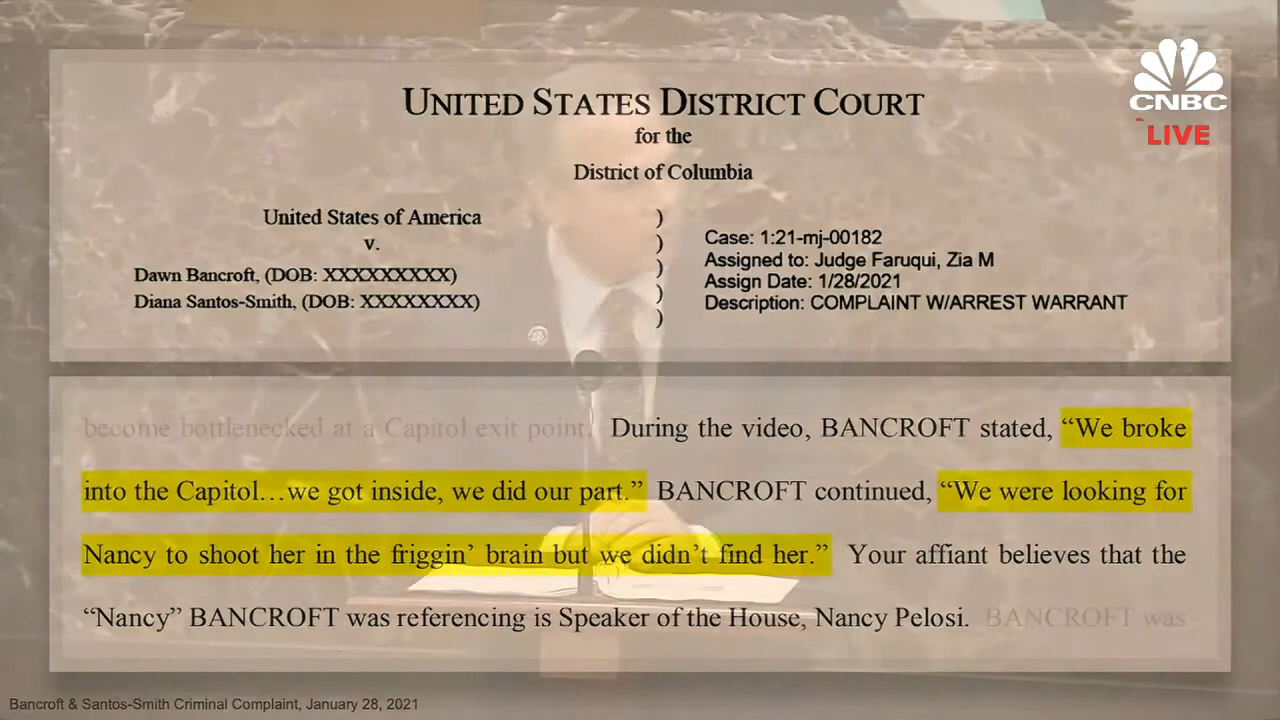 CNBC
LIVE
UNITED STATES DISTRICT COURT
for the
District of Columbia
United States of America
v.
Dawn Bancroft, (DOB: XXXXXXXXX)
Diana Santos-Smith, (DOB: XXXXXXXX)
)
)
)
)
)
Case: 1:21-mj-00182
Assigned to: Judge Faruqui, Zia M
Assign Date: 1/28/2021
Description: COMPLAINT W/ARREST WARRANT
become bottlenecked at a Capitol exit point. During the video, BANCROFT stated, “We broke
into the Capitol…we got inside, we did our part.” BANCROFT continued, “We were looking for
Nancy to shoot her in the friggin’ brain but we didn’t find her.” Your affiant believes that the
“Nancy” BANCROFT was referencing is Speaker of the House, Nancy Pelosi. BANCROFT was
Bancroft & Santos-Smith Criminal Complaint, January 28, 2021